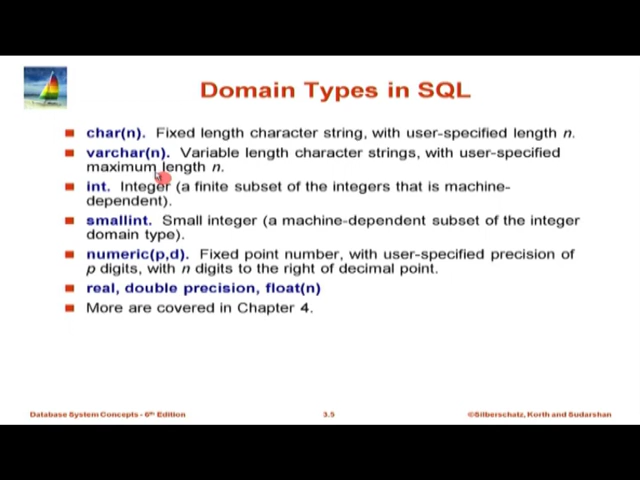 Domain Types in SQL
char(n). Fixed length character string, with user-specified length n.
varchar(n). Variable length character strings, with user-specified
maximum length n.
int. Integer (a finite subset of the integers that is machine-
dependent).
smallint. Small integer (a machine-dependent subset of the integer
domain type).
numeric(p,d). Fixed point number, with user-specified precision of
p digits, with n digits to the right of decimal point.
real, double precision, float(n)
More are covered in Chapter 4.
Database System Concepts - 6th Edition
3.5
©Silberschatz, Korth and Sudarshan